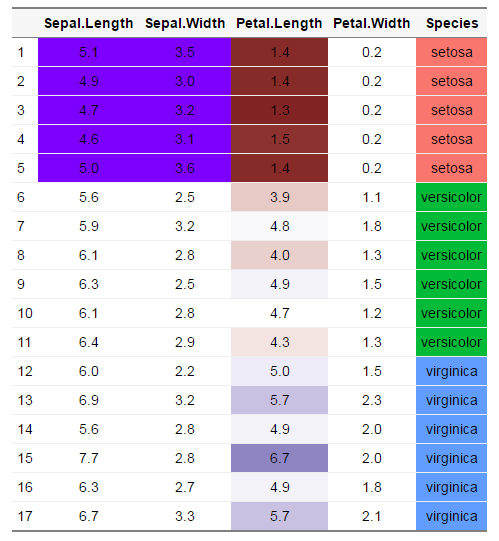 Sepal.Length Sepal.Width Petal.Length Petal.Width Species
1 5.1 3.5 1.4 0.2 setosa
2 4.9 3.0 1.4 0.2 setosa
3 4.7 3.2 1.3 0.2 setosa
4 4.6 3.1 1.5 0.2 setosa
5 5.0 3.6 1.4 0.2 setosa
6 5.6 2.5 3.9 1.1 versicolor
7 5.9 3.2 4.8 1.8 versicolor
8 6.1 2.8 4.0 1.3 versicolor
9 6.3 2.5 4.9 1.5 versicolor
10 6.1 2.8 4.7 1.2 versicolor
11 6.4 2.9 4.3 1.3 versicolor
12 6.0 2.2 5.0 1.5 virginica
13 6.9 3.2 5.7 2.3 virginica
14 5.6 2.8 4.9 2.0 virginica
15 7.7 2.8 6.7 2.0 virginica
16 6.3 2.7 4.9 1.8 virginica
17 6.7 3.3 5.7 2.1 virginica